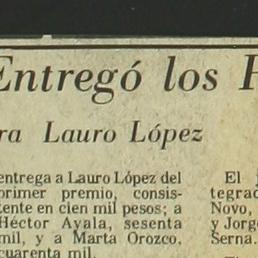 Entregó los
ra Lauro López
entrega a Lauro López del
primer premio, consis-
tente en cien mil pesos; a
Héctor Ayala, sesenta
mil, y a Marta Orozco,
cuarenta mil.
El
tegrad
Novo,
y Jorg
Serna.